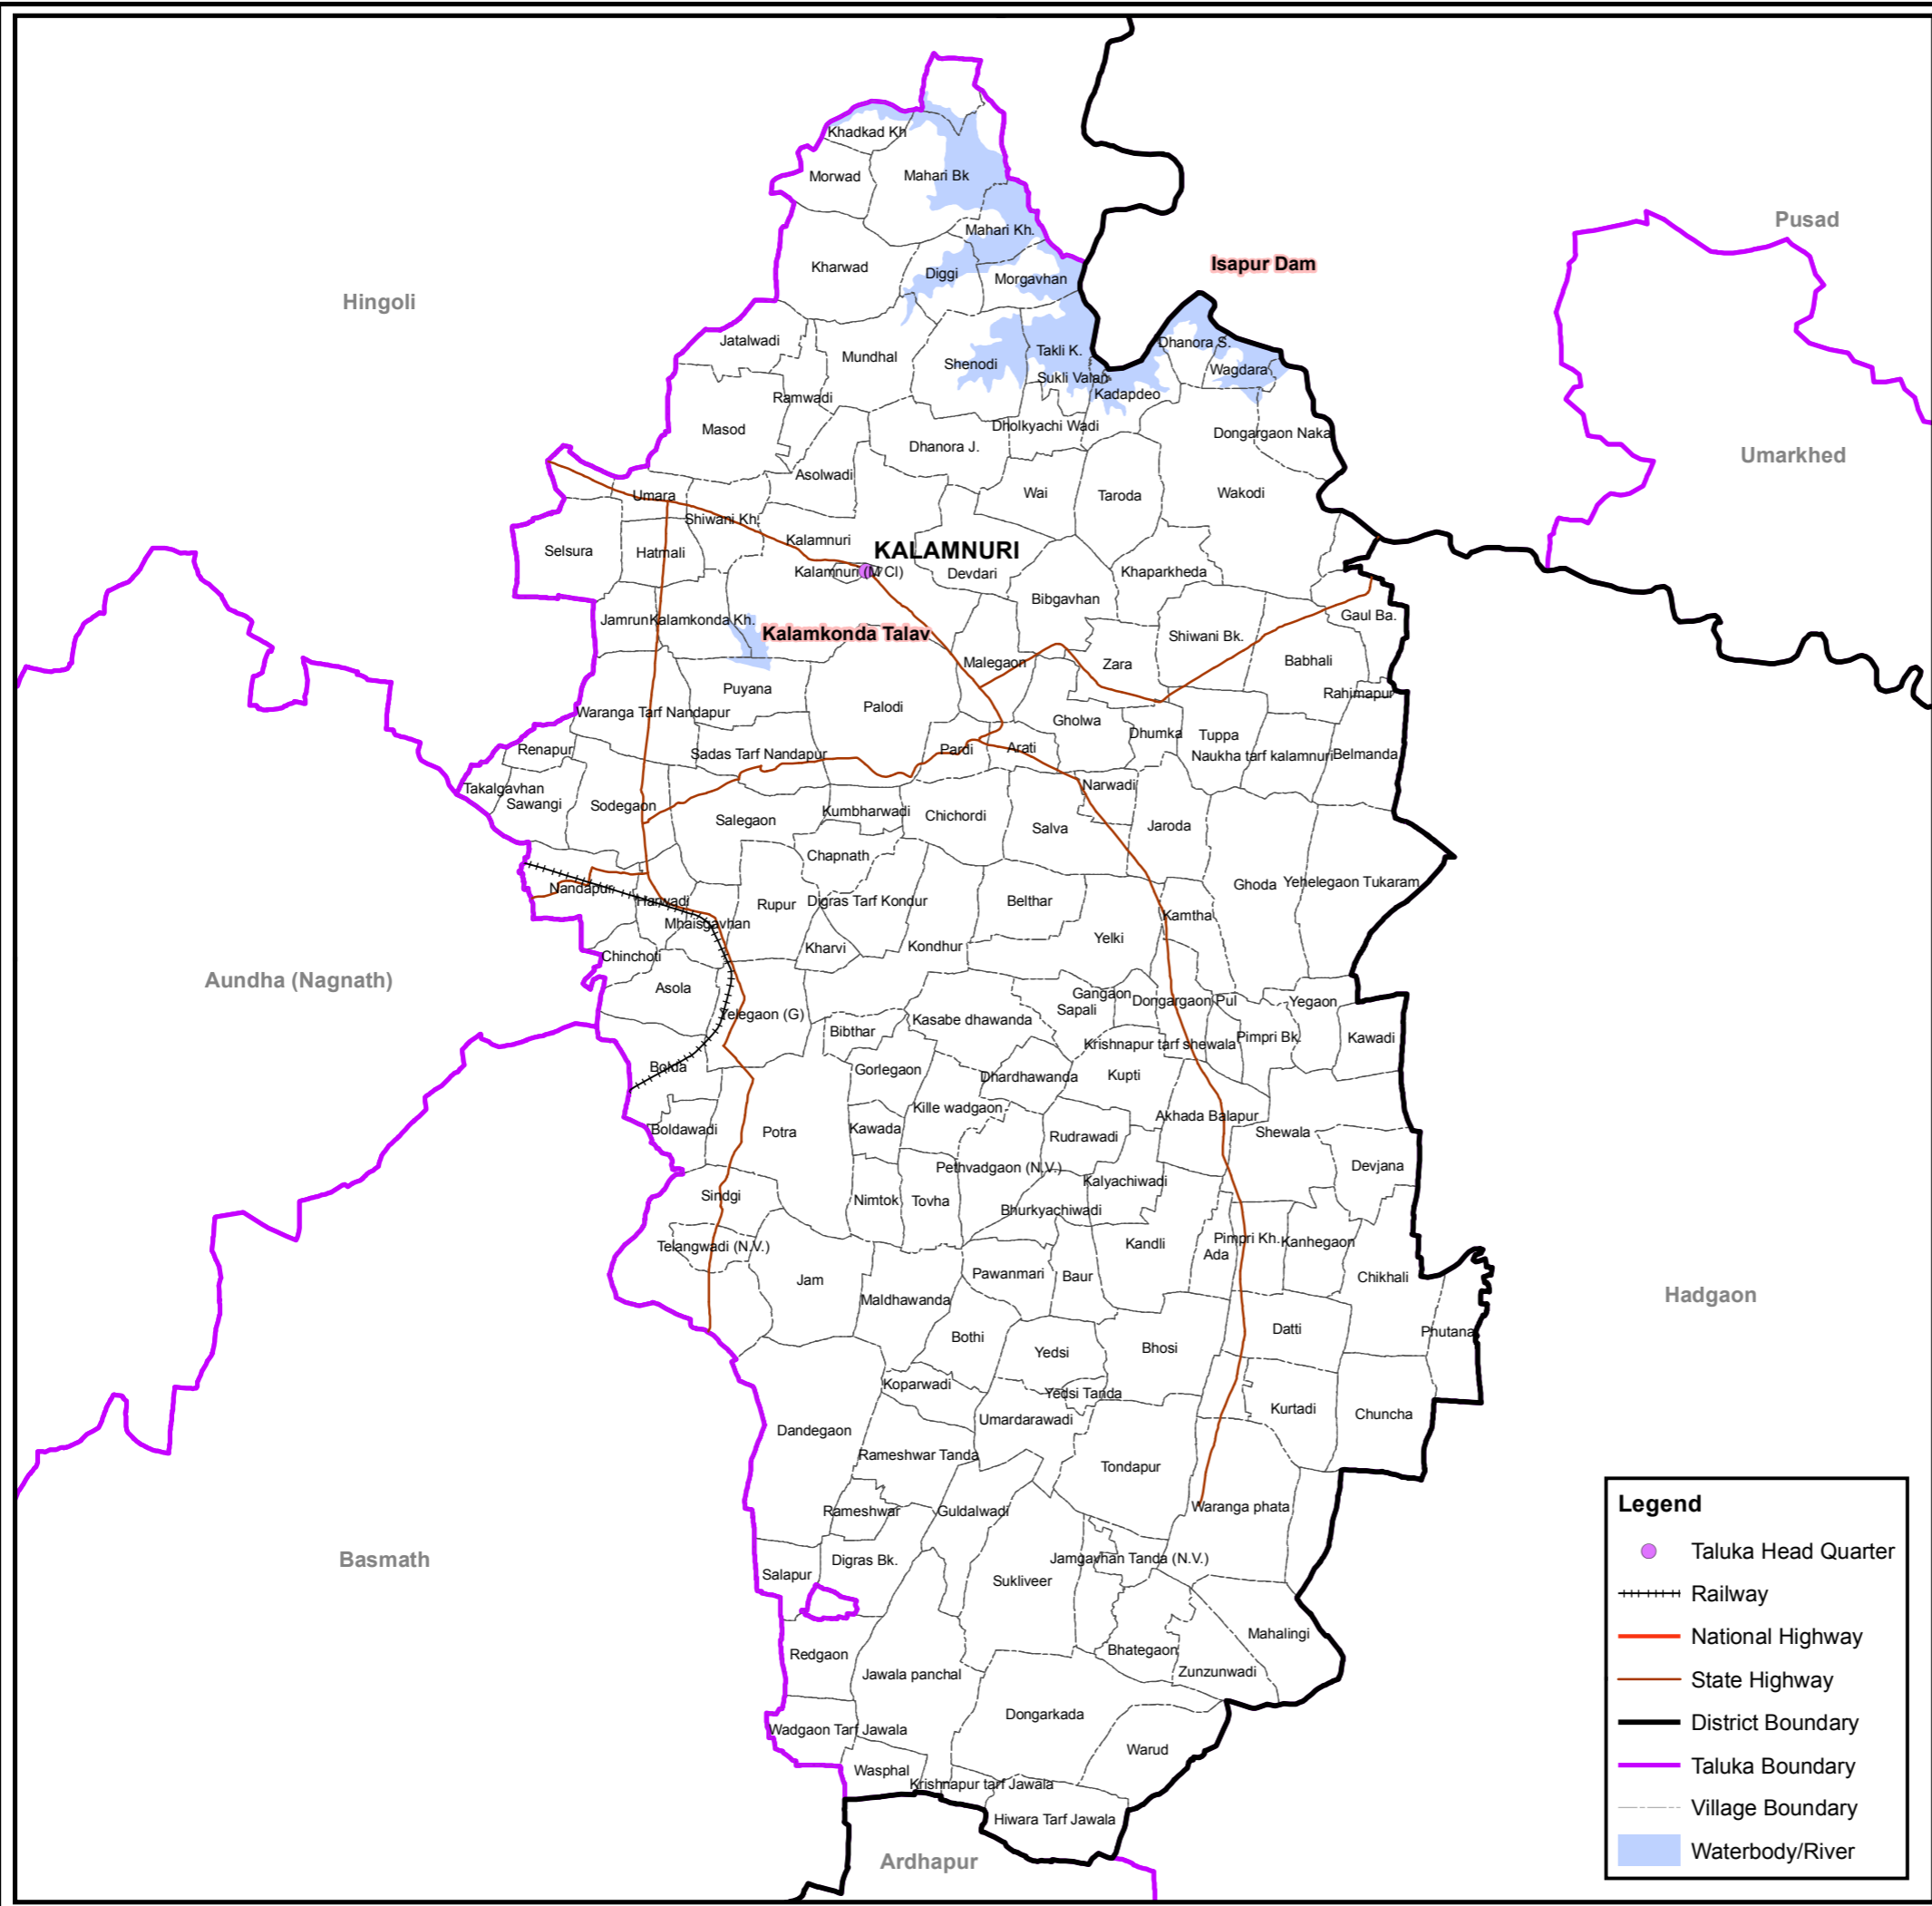 Pusad
Khadkad Kh
Morwad
Mahari Bk
Mahari Kh.
Isapur Dam
Kharwad
Diggi
Morgavhan
Hingoli
Jatalwadi
Mundhal
Shenodi
Takli K.
Dhanora S.
Wagdara
Sukli Valan
Kadapdeo
Ramwadi
Masod
Dholkyachi Wadi
Dongargaon Naka
Dhanora J.
Umarkhed
Asolwadi
Umara
Wai
Taroda
Wakodi
Shiwani Kh.
Selsura
Hatmali
Kalamnuri
KALAMNURI
Kalamnuri (M Cl)
Devdari
Khaparkheda
Bibgavhan
Jamrun
Kalamkonda Kh.
Kalamkonda Talav
Shiwani Bk.
Gaul Ba.
Malegaon
Zara
Babhali
Puyana
Rahimapur
Palodi
Waranga Tarf Nandapur
Gholwa
Dhumka
Tuppa
Renapur
Sadas Tarf Nandapur
Pardi
Arati
Naukha tarf kalamnuri
Belmanda
Takalgavhan
Sawangi
Sodegaon
Narwadi
Salegaon
Kumbharwadi
Chichordi
Salva
Jaroda
Chapnath
Nandapur
Harwadi
Rupur
Digras Tarf Kondur
Belthar
Ghoda
Yehelegaon Tukaram
Mhaisgavhan
Kamtha
Kharvi
Kondhur
Yelki
Chinchoti
Aundha (Nagnath)
Asola
Yelegaon (G)
Gangaon
Sapali
Dongargaon Pul
Yegaon
Kasabe dhawanda
Bibthar
Krishnapur tarf shewala
Pimpri Bk.
Kawadi
Bolda
Gorlegaon
Dhardhawanda
Kupti
Kille wadgaon
Akhada Balapur
Boldawadi
Potra
Kawada
Rudrawadi
Shewala
Pethvadgaon (N.V.)
Devjana
Sindgi
Nimtok
Tovha
Kalyachiwadi
Bhurkyachiwadi
Telangwadi (N.V.)
Kandli
Ada
Pimpri Kh.
Kanhegaon
Jam
Pawanmari
Baur
Chikhali
Hadgaon
Maldhawanda
Bothi
Datti
Phutana
Yedsi
Bhosi
Koparwadi
Yedsi Tanda
Kurtadi
Chuncha
Dandegaon
Umardarawadi
Rameshwar Tanda
Tondapur
Rameshwar
Guldalwadi
Waranga phata
Basmath
Digras Bk.
Jamgavhan Tanda (N.V.)
Salapur
Sukliveer
Redgaon
Jawala panchal
Bhategaon
Mahalingi
Zunzunwadi
Wadgaon Tarf Jawala
Dongarkada
Warud
Wasphal
Krishnapur tarf Jawala
Hiwara Tarf Jawala
Ardhapur
Legend
Taluka Head Quarter
Railway
National Highway
State Highway
District Boundary
Taluka Boundary
Village Boundary
Waterbody/River